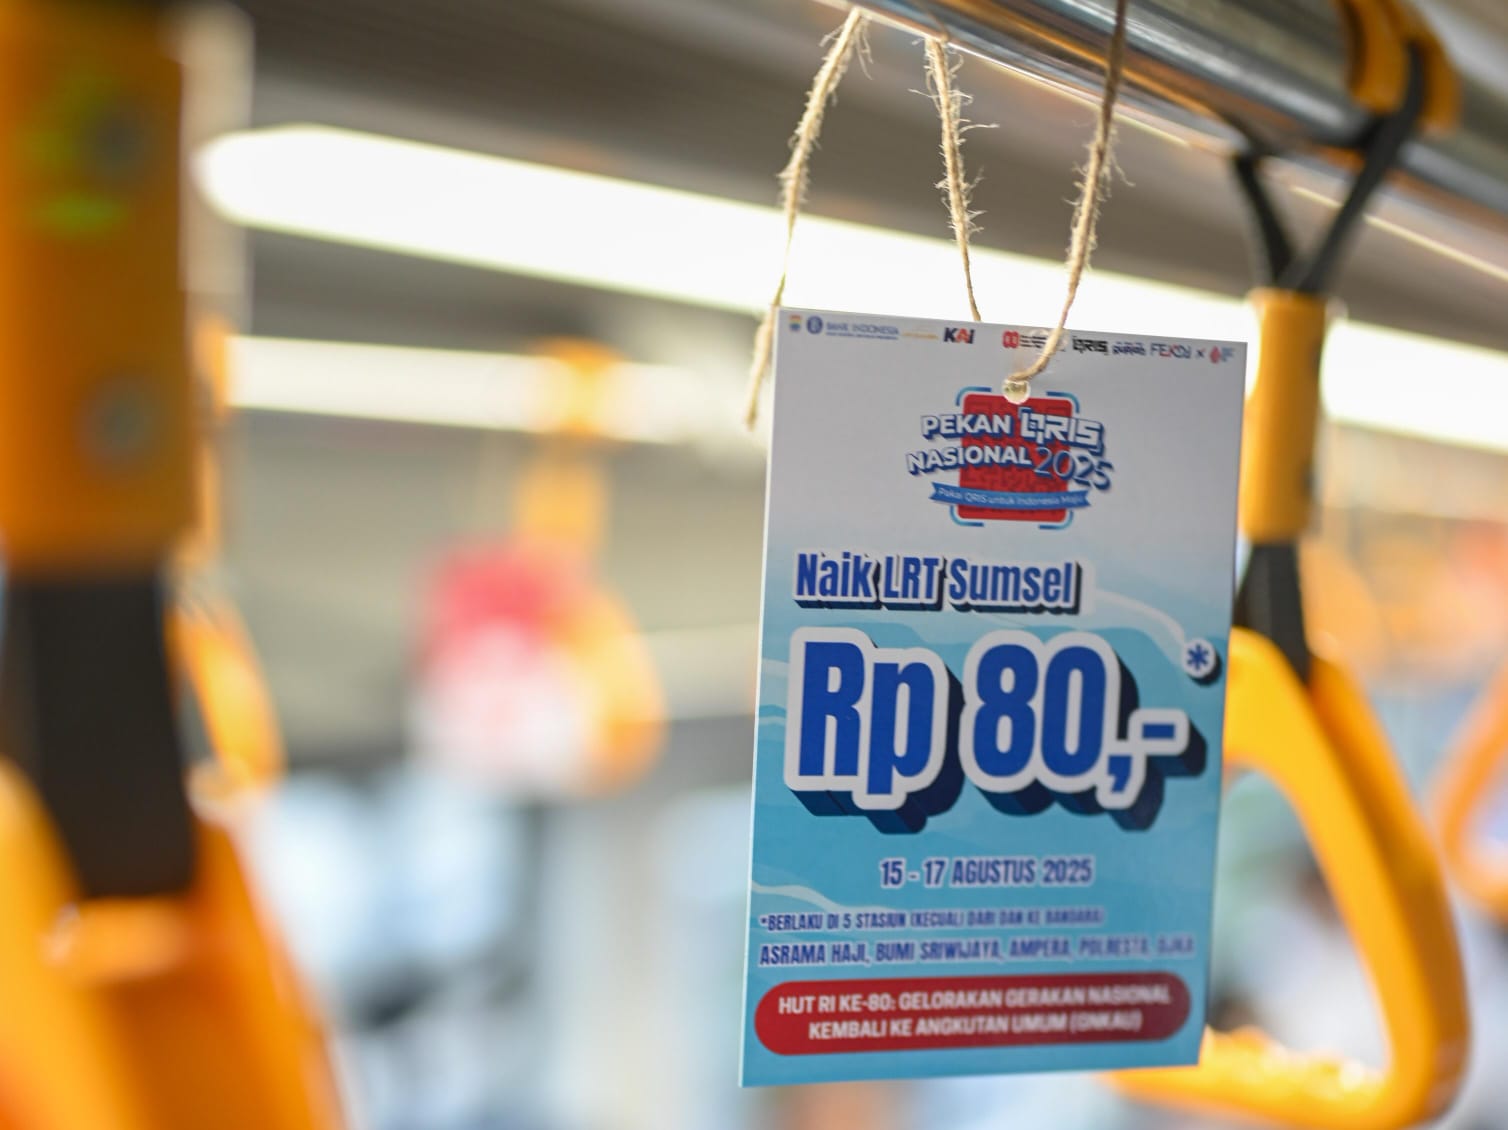 BANK INDONESIA KAI QRIS FEKDI ×
PEKAN QRIS
NASIONAL 2025
Pakai QRIS untuk Indonesia Maju
Naik LRT Sumsel
Rp 80,-*
15 - 17 AGUSTUS 2025
*BERLAKU DI 5 STASIUN (KECUALI DARI DAN KE BANDARA)
ASRAMA HAJI, BUMI SRIWIJAYA, AMPERA, POLRESTA, DJKA
HUT RI KE-80: GELORAKAN GERAKAN NASIONAL
KEMBALI KE ANGKUTAN UMUM (GNKAU)